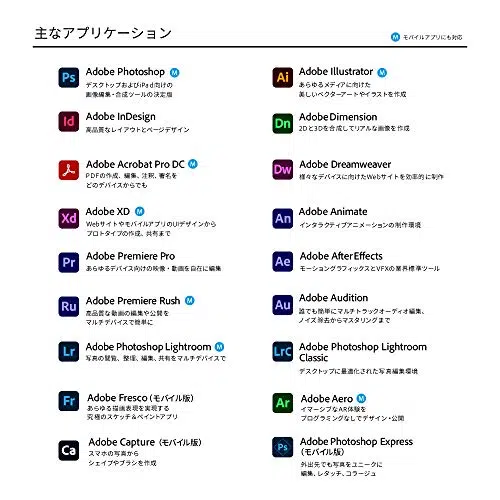 主なアプリケーション
M モバイルアプリにも対応
Ps Adobe Photoshop M
デスクトップおよびiPad向けの
画像編集・合成ツールの決定版
Id Adobe InDesign
高品質なレイアウトとページデザイン
Adobe Acrobat Pro DC M
PDFの作成、編集、注釈、署名を
どのデバイスからでも
Xd Adobe XD M
WebサイトやモバイルアプリのUIデザインから
プロトタイプの作成、共有まで
Pr Adobe Premiere Pro
あらゆるデバイス向けの映像・動画を自在に編集
Ru Adobe Premiere Rush M
高品質な動画の編集や公開を
マルチデバイスで簡単に
Lr Adobe Photoshop Lightroom M
写真の閲覧、整理、編集、共有をマルチデバイスで
Fr Adobe Fresco（モバイル版）
あらゆる描画表現を実現する
究極のスケッチ＆ペイントアプリ
Ca Adobe Capture（モバイル版）
スマホの写真から
シェイプやブラシを作成
Ai Adobe Illustrator M
あらゆるメディアに向けた
美しいベクターアートやイラストを作成
Dn Adobe Dimension
2Dと3Dを合成してリアルな画像を作成
Dw Adobe Dreamweaver
様々なデバイスに向けたWebサイトを効率的に制作
An Adobe Animate
インタラクティブアニメーションの制作環境
Ae Adobe After Effects
モーショングラフィックスとVFXの業界標準ツール
Au Adobe Audition
誰でも簡単にマルチトラックオーディオ編集、
ノイズ除去からマスタリングまで
LrC Adobe Photoshop Lightroom
Classic
デスクトップに最適化された写真編集環境
Ar Adobe Aero M
イマーシブなAR体験を
プログラミングなしでデザイン・公開
Ps Adobe Photoshop Express
（モバイル版）
外出先でも写真をユニークに
編集、レタッチ、コラージュ